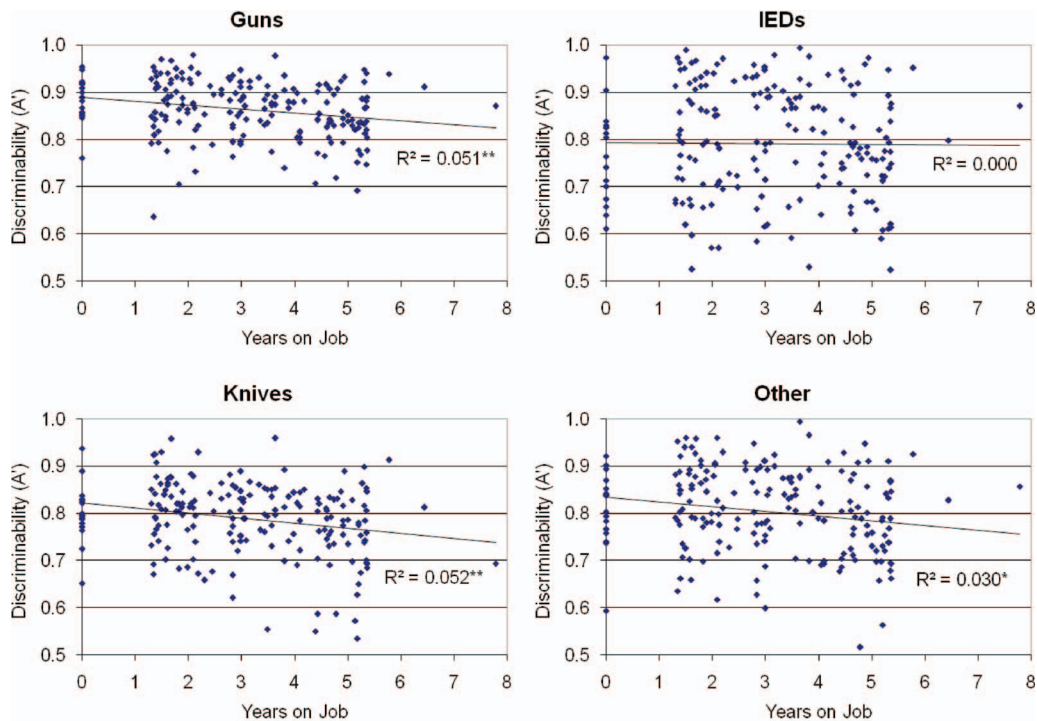 Guns
Discriminability (A')
1.0
0.9
0.8
0.7
0.6
0.5
R² = 0.051**
0 1 2 3 4 5 6 7 8
Years on Job
IEDs
Discriminability (A')
1.0
0.9
0.8
0.7
0.6
0.5
R² = 0.000
0 1 2 3 4 5 6 7 8
Years on Job
Knives
Discriminability (A')
1.0
0.9
0.8
0.7
0.6
0.5
R² = 0.052**
0 1 2 3 4 5 6 7 8
Years on Job
Other
Discriminability (A')
1.0
0.9
0.8
0.7
0.6
0.5
R² = 0.030*
0 1 2 3 4 5 6 7 8
Years on Job